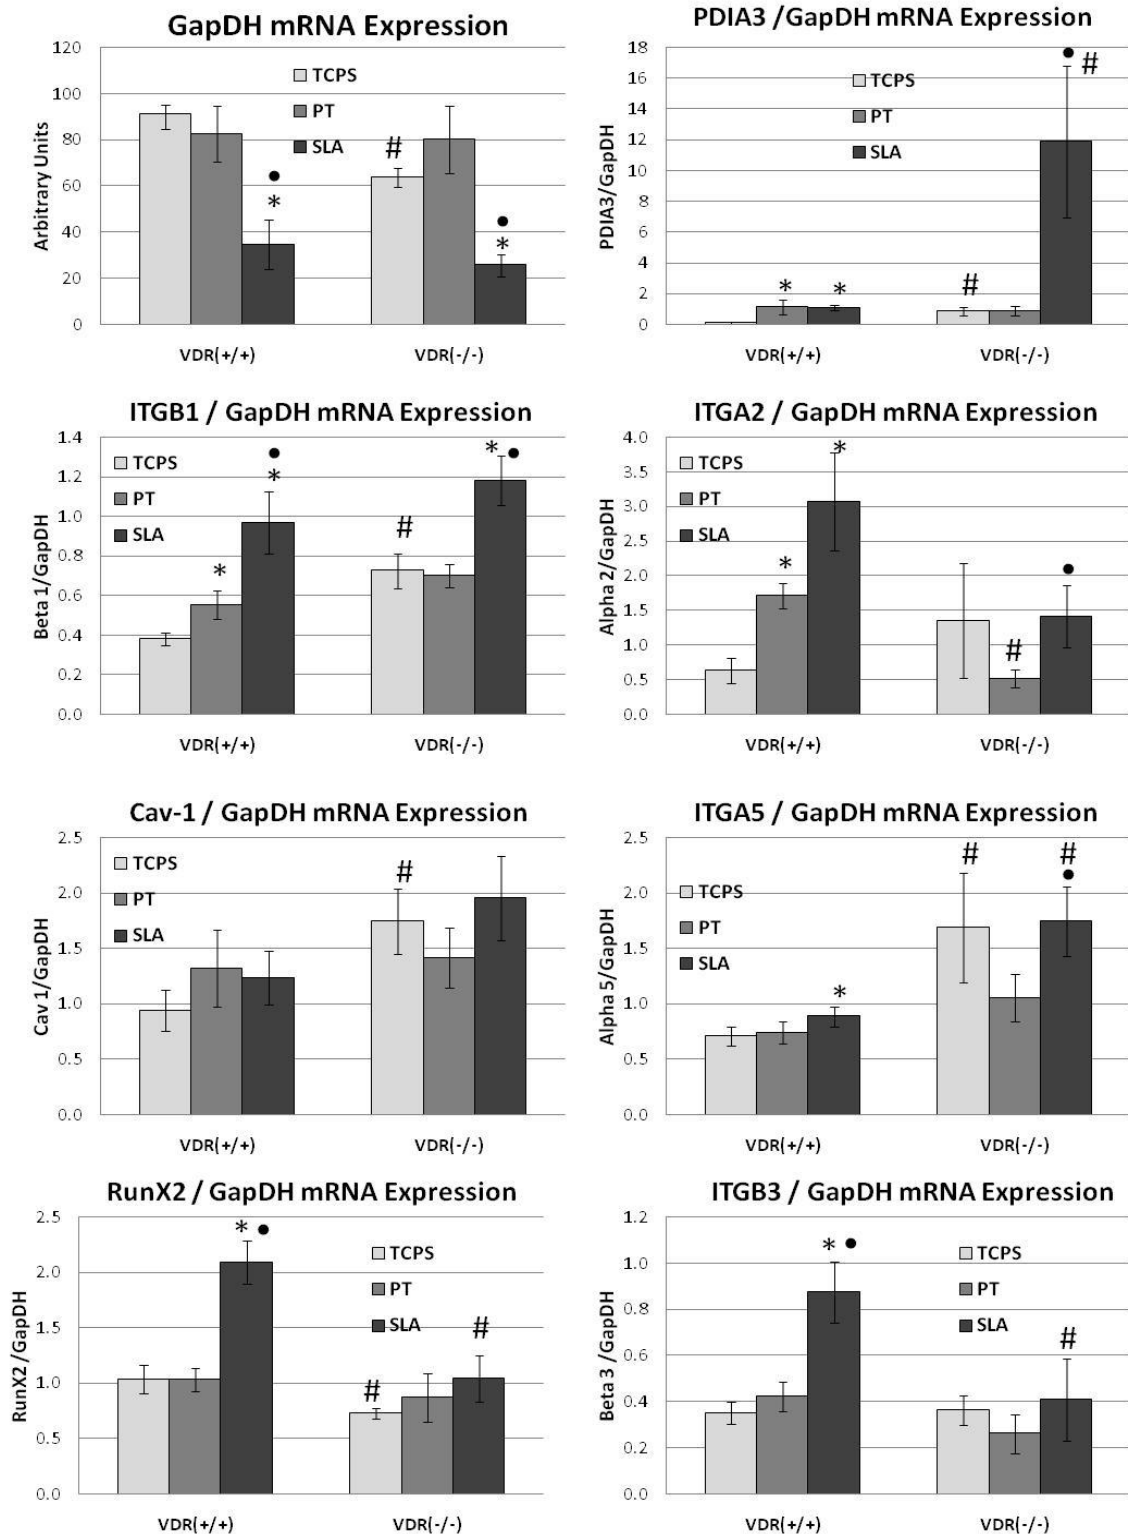 GapDH mRNA Expression
120
100
80
60
40
20
0
Arbitrary Units
TCPS
PT
SLA
●
*
#
●
*
VDR(+/+)
VDR(-/-)
PDIA3 /GapDH mRNA Expression
18
16
14
12
10
8
6
4
2
0
PDIA3/GapDH
TCPS
PT
SLA
*
*
#
●
#
VDR(+/+)
VDR(-/-)
ITGB1 / GapDH mRNA Expression
1.4
1.2
1.0
0.8
0.6
0.4
0.2
0.0
Beta 1/GapDH
TCPS
PT
SLA
*
●
*
#
* ●
VDR(+/+)
VDR(-/-)
ITGA2 / GapDH mRNA Expression
4.0
3.5
3.0
2.5
2.0
1.5
1.0
0.5
0.0
Alpha 2/GapDH
TCPS
PT
SLA
*
*
#
●
VDR(+/+)
VDR(-/-)
Cav-1 / GapDH mRNA Expression
2.5
2.0
1.5
1.0
0.5
0.0
Cav 1/GapDH
TCPS
PT
SLA
#
VDR(+/+)
VDR(-/-)
ITGA5 / GapDH mRNA Expression
2.5
2.0
1.5
1.0
0.5
0.0
Alpha 5/GapDH
TCPS
PT
SLA
*
#
#
●
VDR(+/+)
VDR(-/-)
RunX2 / GapDH mRNA Expression
2.5
2.0
1.5
1.0
0.5
0.0
RunX2 /GapDH
TCPS
PT
SLA
* ●
#
#
VDR(+/+)
VDR(-/-)
ITGB3 / GapDH mRNA Expression
1.2
1.0
0.8
0.6
0.4
0.2
0.0
Beta 3 /GapDH
TCPS
PT
SLA
* ●
#
VDR(+/+)
VDR(-/-)